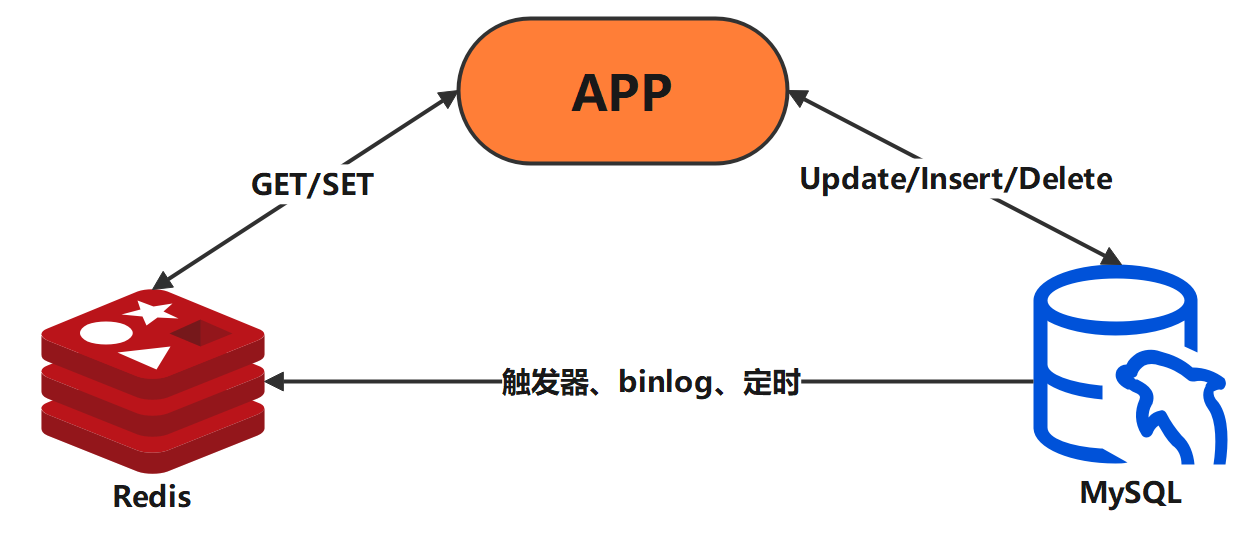 APP
GET/SET
Update/Insert/Delete
触发器、binlog、定时
Redis
MySQL